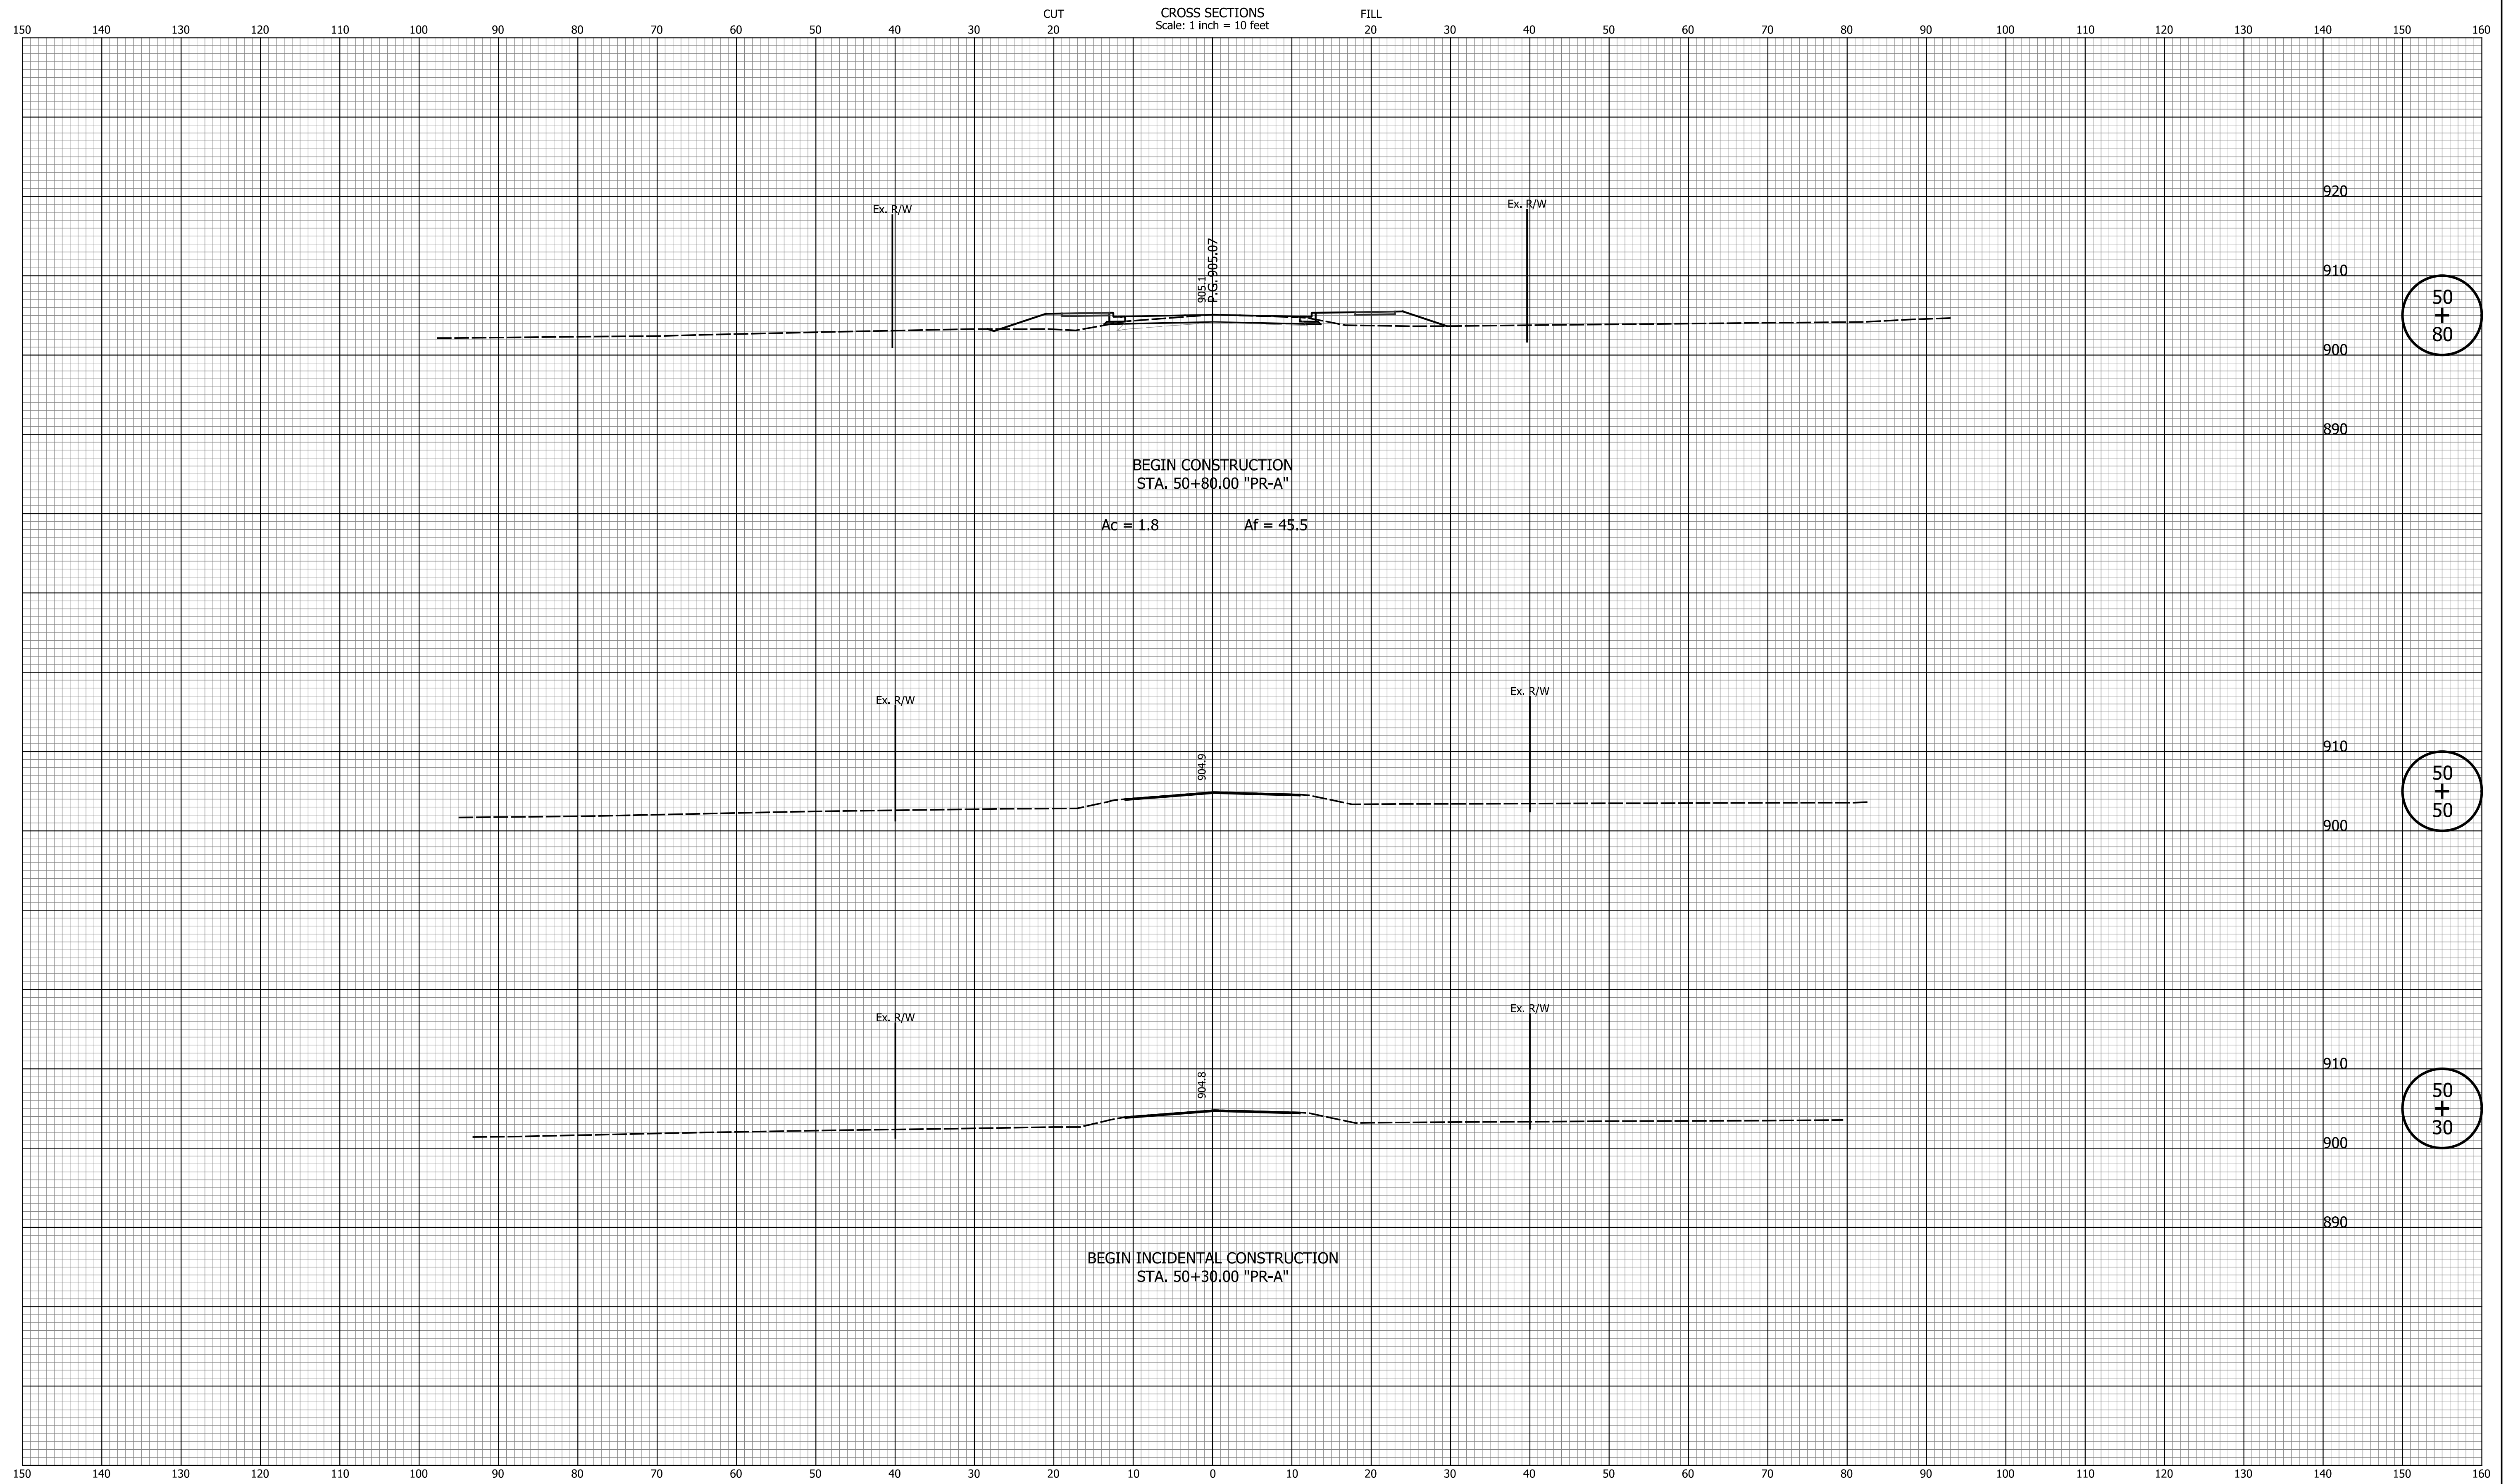 CUT CROSS SECTIONS FILL
Scale: 1 inch = 10 feet
150 140 130 120 110 100 90 80 70 60 50 40 30 20 20 30 40 50 60 70 80 90 100 110 120 130 140 150 160
920
Ex. R/W Ex. R/W
905.1
P.G. 905.07
910
50
+
80
900
890
BEGIN CONSTRUCTION
STA. 50+80.00 "PR-A"
Ac = 1.8 Af = 45.5
Ex. R/W Ex. R/W
904.9
910
50
+
50
900
Ex. R/W Ex. R/W
904.8
910
50
+
30
900
890
BEGIN INCIDENTAL CONSTRUCTION
STA. 50+30.00 "PR-A"
150 140 130 120 110 100 90 80 70 60 50 40 30 20 10 0 10 20 30 40 50 60 70 80 90 100 110 120 130 140 150 160